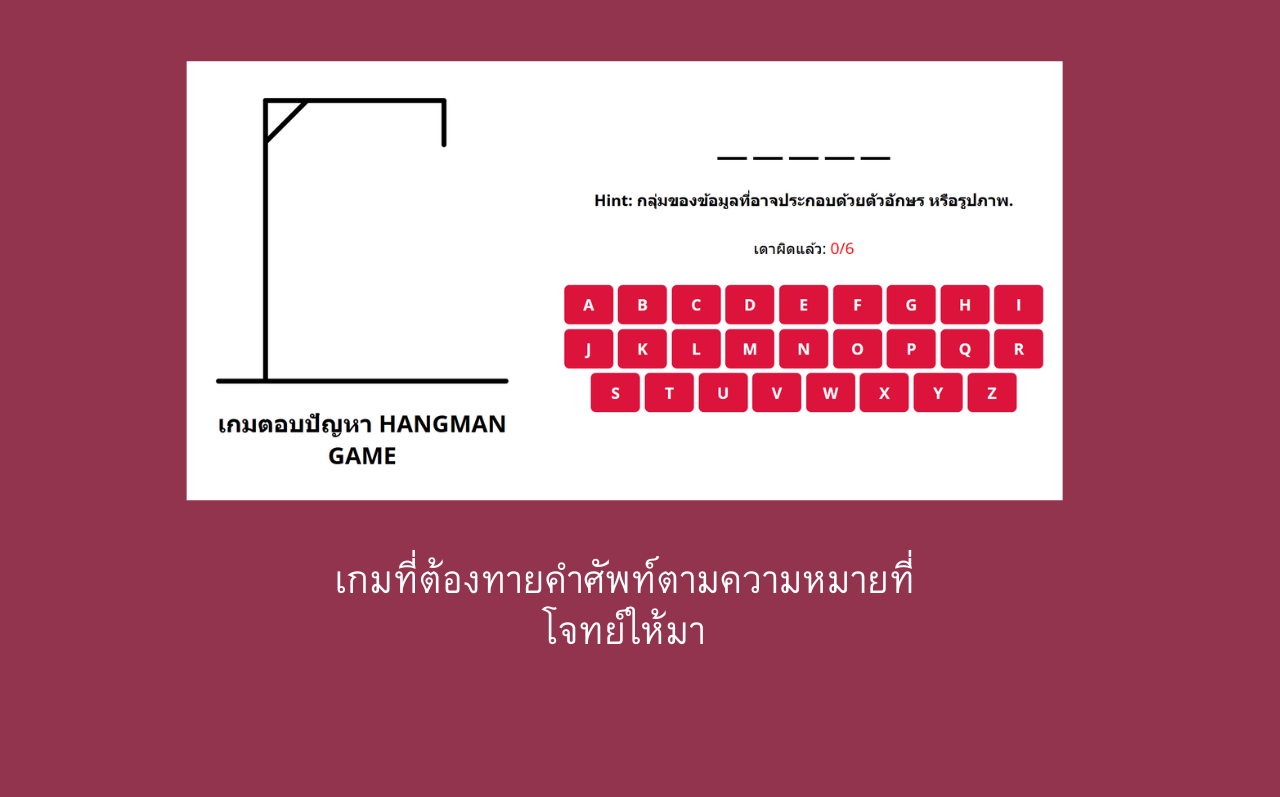 Hint: กลุ่มของข้อมูลที่อาจประกอบด้วยตัวอักษร หรือรูปภาพ.
เดาผิดแล้ว: 0/6
A B C D E F G H I
J K L M N O P Q R
S T U V W X Y Z
เกมตอบปัญหา HANGMAN
GAME
เกมที่ต้องทายคำศัพท์ตามความหมายที่
โจทย์ให้มา